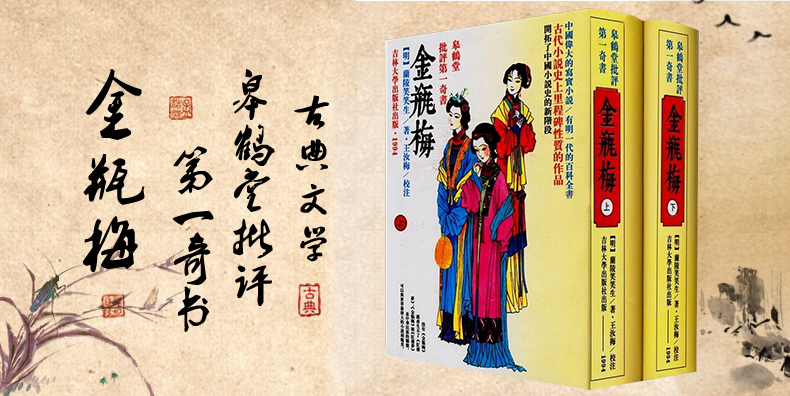 古典文学
古典
皋鹤堂批评
第一奇书
金瓶梅
中國偉大的寫實小説/有明一代的百科全書
古代小説史上里程碑性質的作品
開拓了中國小説史的新階段
皋鶴堂
批評第一奇書
金瓶梅
【明】蘭陵笑笑生/著·王汝梅/校注
吉林大學出版社出版·1994
上
皋鶴堂批評
第一奇書
金瓶梅
上
【明】蘭陵笑笑生/著·王汝梅/校注
吉林大學出版社出版——1994
皋鶴堂批評
第一奇書
金瓶梅
下
【明】蘭陵笑笑生/著·王汝梅/校注
吉林大學出版社出版——1994